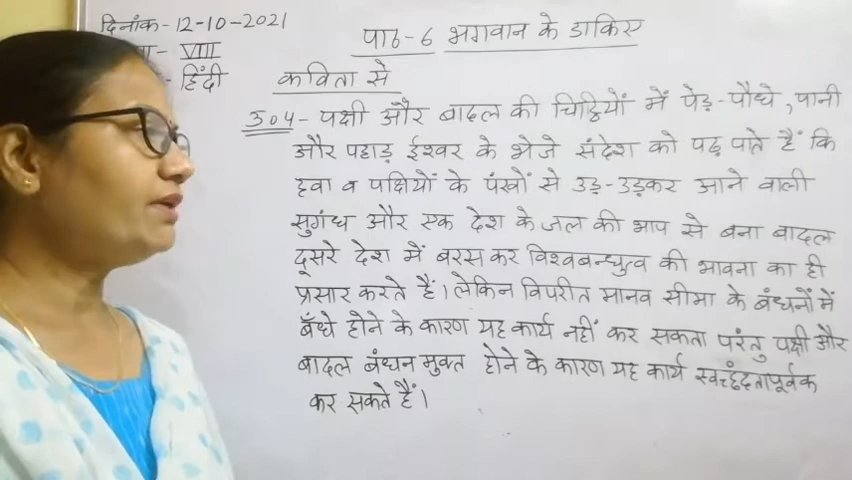 दिनांक-12-10-2021
पाठ-6 भगवान के डाकिए
VIII
हिंदी
कविता से
उ०4- पक्षी और बादल की चिट्ठियों में पेड़-पौधे, पानी
और पहाड़ ईश्वर के भेजे संदेश को पढ़ पाते हैं कि
हवा व पक्षियों के पंखों से उड़-उड़कर आने वाली
सुगंध और एक देश के जल की भाप से बना बादल
दूसरे देश में बरस कर विश्वबन्धुत्व की भावना का ही
प्रसार करते हैं। लेकिन विपरीत मानव सीमा के बंधनों में
बँधे होने के कारण यह कार्य नहीं कर सकता परंतु पक्षी और
बादल बंधन मुक्त होने के कारण यह कार्य स्वच्छंदतापूर्वक
कर सकते हैं।